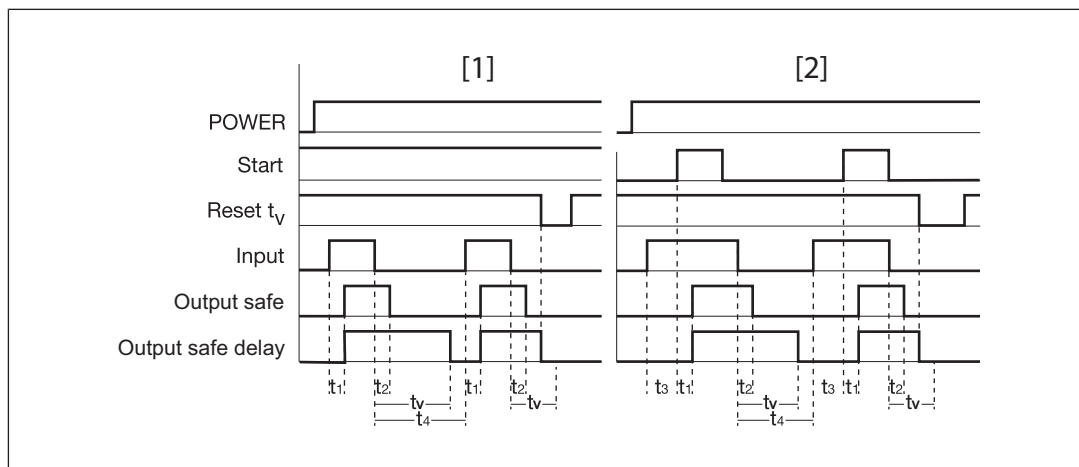 [1] [2]
POWER
Start
Reset tv
Input
Output safe
Output safe delay
t1 t2 t1 t2 t3 t1 t2 t3 t1 t2
tv tv tv tv
t4 t4